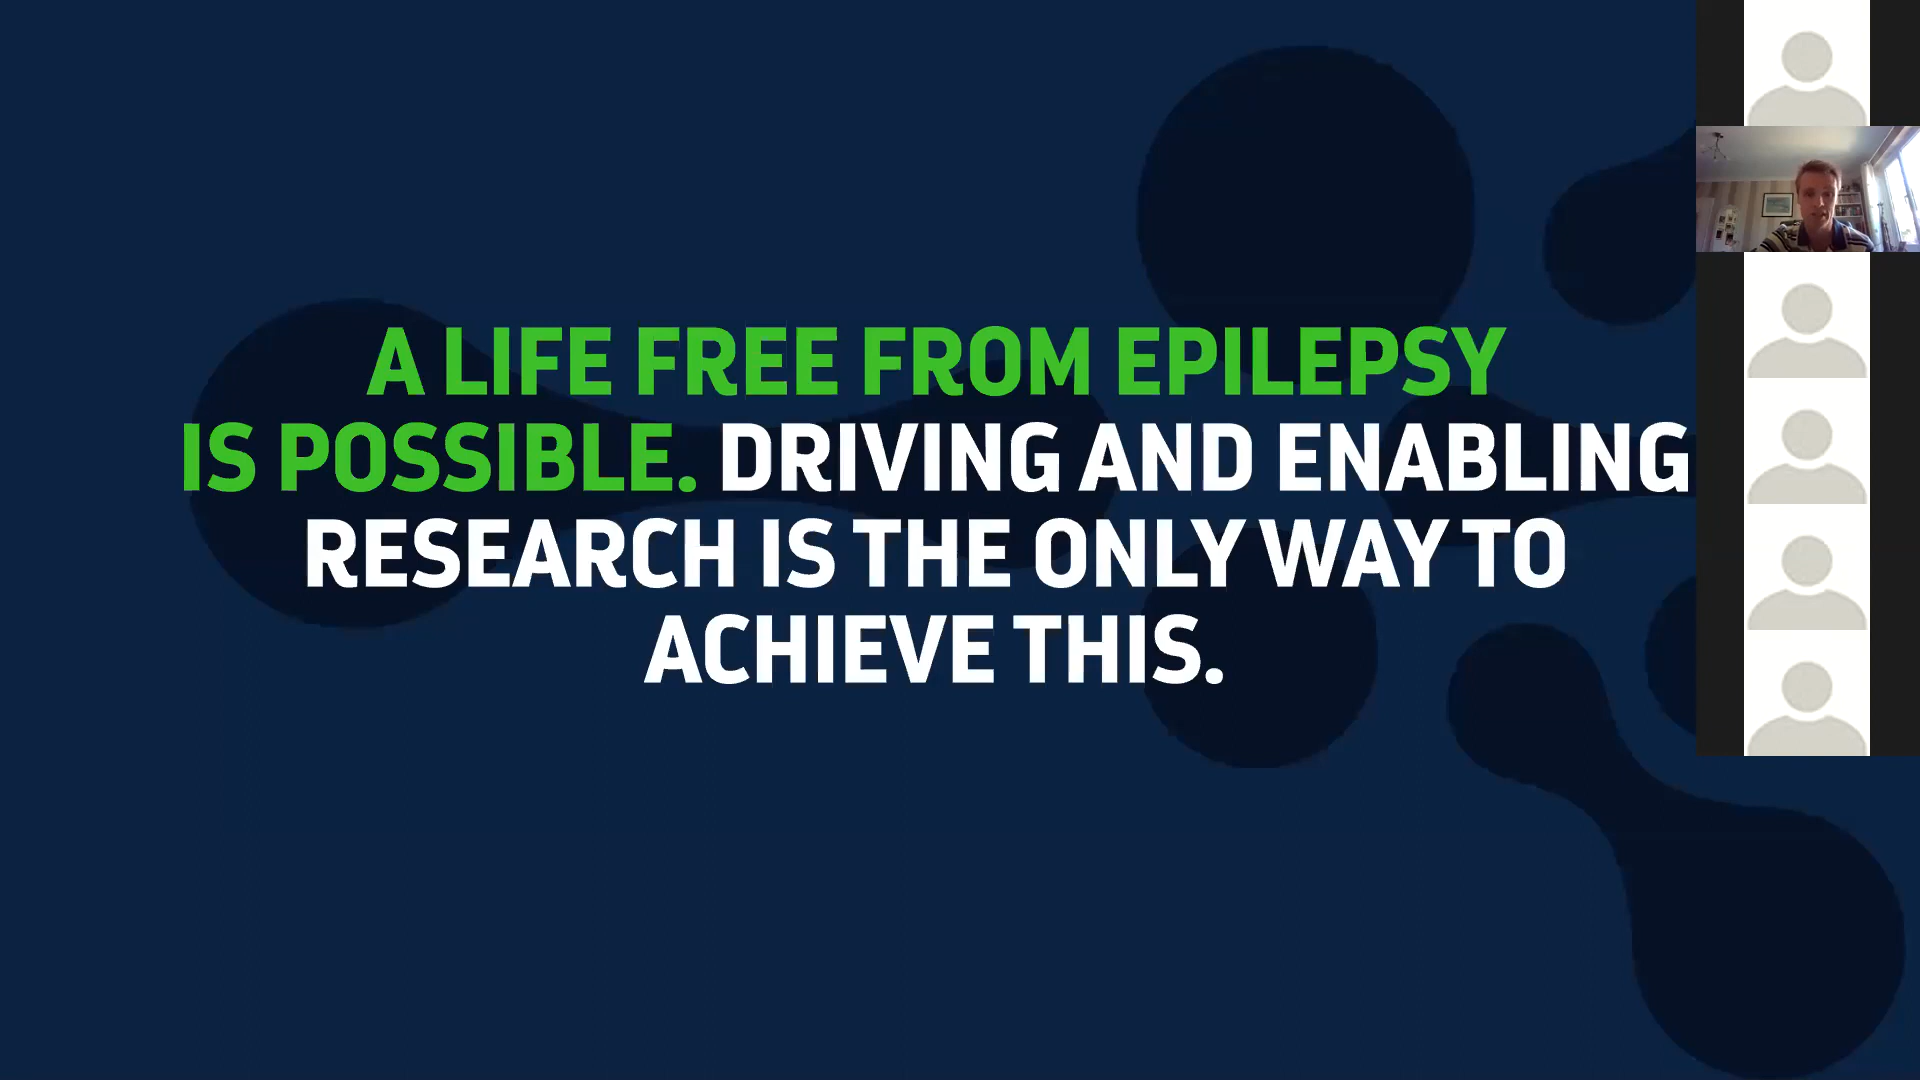 A LIFE FREE FROM EPILEPSY
IS POSSIBLE. DRIVING AND ENABLING
RESEARCH IS THE ONLY WAY TO
ACHIEVE THIS.